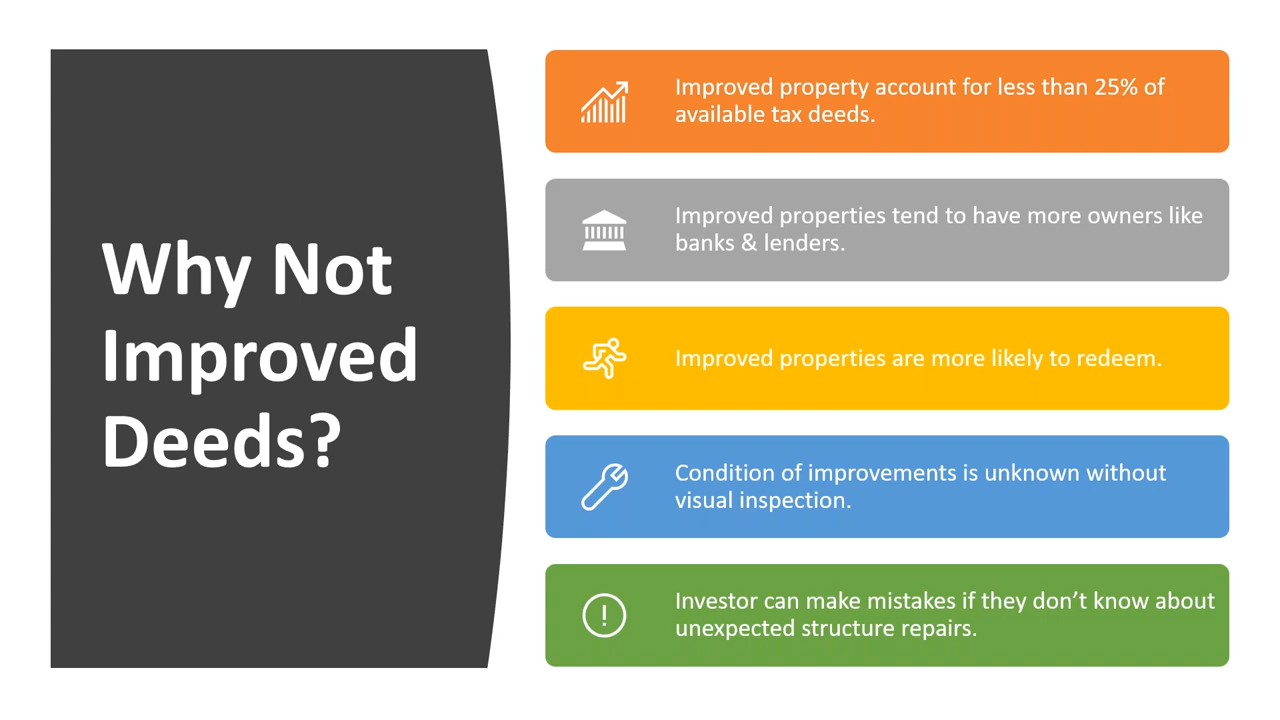 Why Not
Improved
Deeds?
Improved property account for less than 25% of
available tax deeds.
Improved properties tend to have more owners like
banks & lenders.
Improved properties are more likely to redeem.
Condition of improvements is unknown without
visual inspection.
Investor can make mistakes if they don’t know about
unexpected structure repairs.